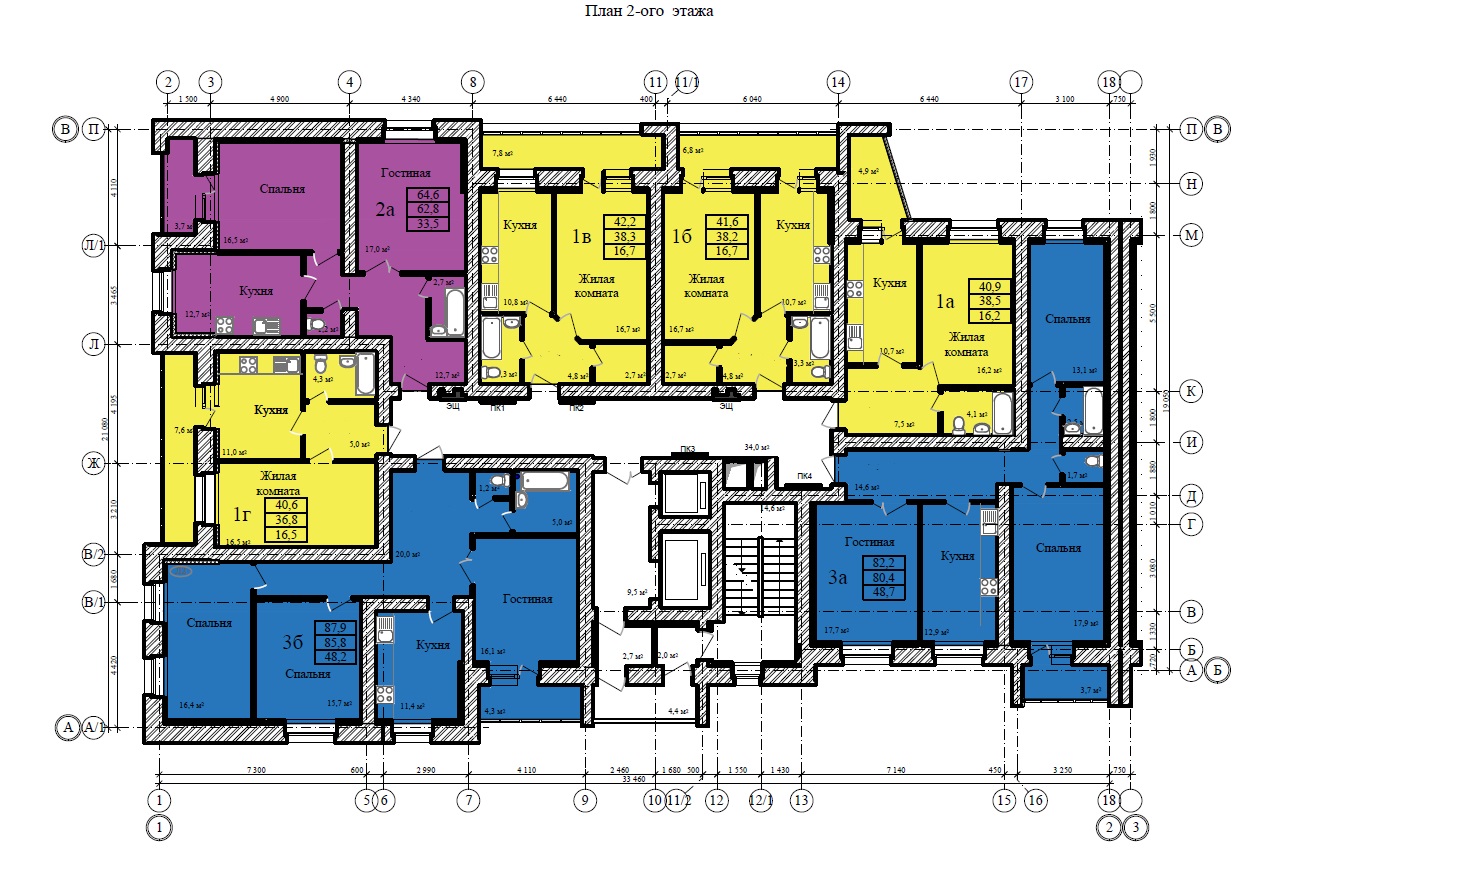 План 2-ого этажа
2
3
4
8
11
11/1
14
17
18
1 500
4 900
4 340
6 440
400
6 040
6 440
3 100
750
В
П
П
В
Н
Л/1
М
Л
К
И
Ж
Д
Г
В/2
В/1
В
Б
А
Б
А
А/1
4 110
3 465
4 195
3 210
1 680
4 420
21 080
1 930
1 800
5 500
1 800
1 880
1 010
3 080
1 330
720
19 050
Спальня
16,5 м²
3,7 м²
Гостиная
2а
64,6
62,8
33,5
17,0 м²
Кухня
12,7 м²
2,7 м²
12,7 м²
7,8 м²
Кухня
1в
42,2
38,3
16,7
Жилая
комната
10,8 м²
16,7 м²
4,8 м²
2,7 м²
6,8 м²
1б
41,6
38,2
16,7
Кухня
Жилая
комната
16,7 м²
10,7 м²
2,7 м²
4,8 м²
3,3 м²
4,9 м²
Кухня
1а
40,9
38,5
16,2
Жилая
комната
10,7 м²
16,2 м²
7,5 м²
4,1 м²
Спальня
13,1 м²
1,7 м²
4,3 м²
Кухня
7,6 м²
11,0 м²
5,0 м²
Жилая
комната
1г
40,6
36,8
16,5
16,5 м²
ЭЩ
ПК1
ПК2
ЭЩ
ПК3
34,0 м²
ПК4
14,6 м²
1,2 м²
5,0 м²
20,0 м²
Гостиная
16,1 м²
Спальня
16,4 м²
3б
87,9
85,8
48,2
Спальня
15,7 м²
Кухня
11,4 м²
4,3 м²
9,5 м²
2,7 м²
2,0 м²
4,4 м²
14,6 м²
Гостиная
3а
82,2
80,4
48,7
17,7 м²
Кухня
12,9 м²
Спальня
17,9 м²
3,7 м²
7 300
600
2 990
4 110
2 460
1 680
500
1 550
1 430
7 140
450
3 250
750
33 460
1
5
6
7
9
10
11/2
12
12/1
13
15
16
18
1
2
3